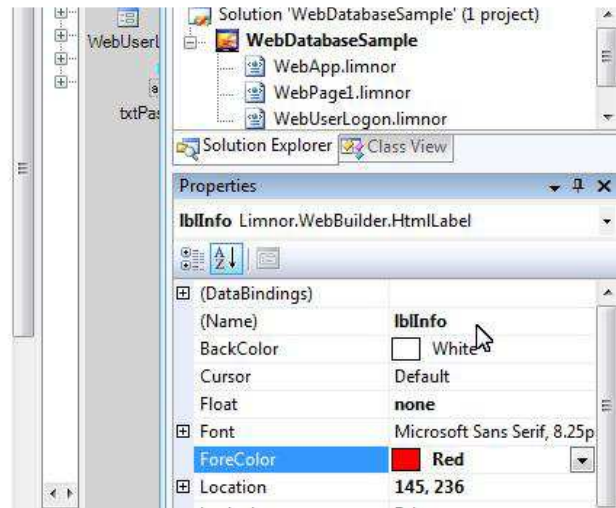 Solution 'WebDatabaseSample' (1 project)
WebUserL
WebDatabaseSample
WebApp.limnor
WebPage1.limnor
WebUserLogon.limnor
a
txtPas
Solution Explorer
Class View
Properties
lblInfo Limnor.WebBuilder.HtmlLabel
A
Z
(DataBindings)
(Name) lblInfo
BackColor White
Cursor Default
Float none
Font Microsoft Sans Serif, 8.25p
ForeColor Red
Location 145, 236